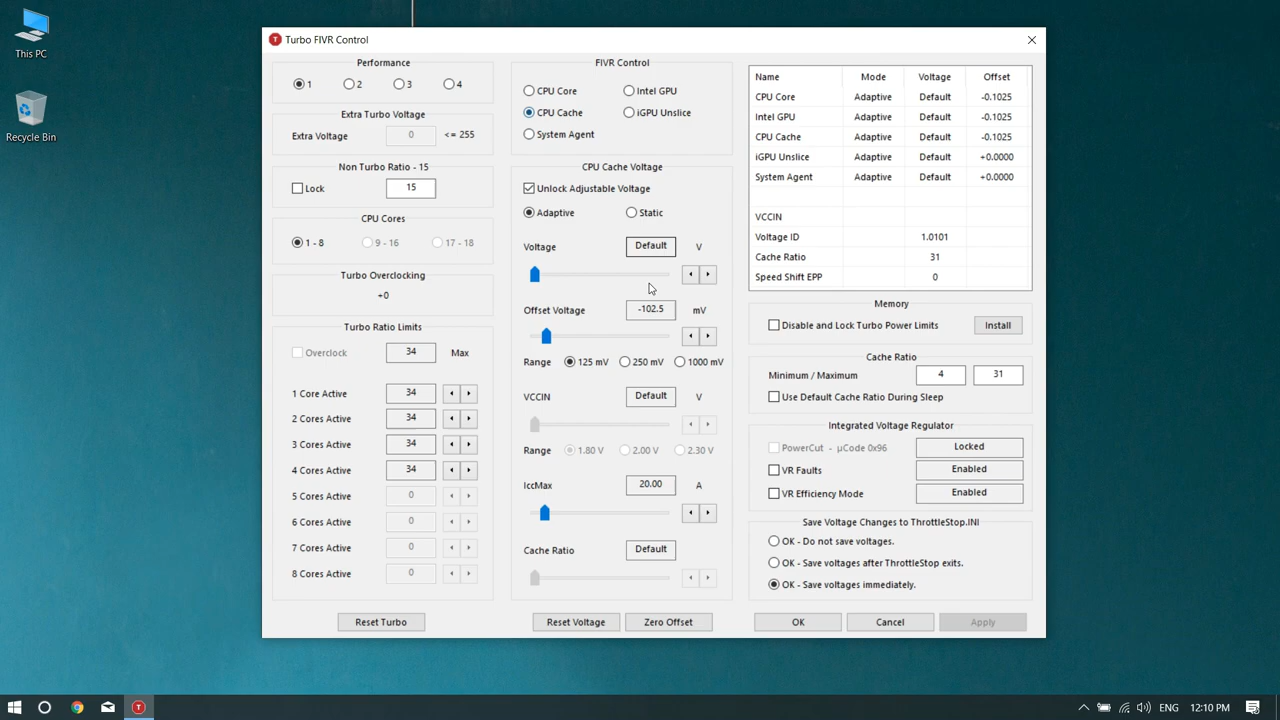 This PC
Recycle Bin
Turbo FIVR Control
Performance
1 2 3 4
Extra Turbo Voltage
Extra Voltage 0 <= 255
Non Turbo Ratio - 15
Lock 15
CPU Cores
1 - 8 9 - 16 17 - 18
Turbo Overclocking
+0
Turbo Ratio Limits
Overclock 34 Max
1 Core Active 34
2 Cores Active 34
3 Cores Active 34
4 Cores Active 34
5 Cores Active 0
6 Cores Active 0
7 Cores Active 0
8 Cores Active 0
Reset Turbo
FIVR Control
CPU Core Intel GPU
CPU Cache iGPU Unslice
System Agent
CPU Cache Voltage
Unlock Adjustable Voltage
Adaptive Static
Voltage Default V
Offset Voltage -102.5 mV
Range 125 mV 250 mV 1000 mV
VCCIN Default V
Range 1.80 V 2.00 V 2.30 V
IccMax 20.00 A
Cache Ratio Default
Reset Voltage Zero Offset
Name Mode Voltage Offset
CPU Core Adaptive Default -0.1025
Intel GPU Adaptive Default -0.1025
CPU Cache Adaptive Default -0.1025
iGPU Unslice Adaptive Default +0.0000
System Agent Adaptive Default +0.0000
VCCIN
Voltage ID 1.0101
Cache Ratio 31
Speed Shift EPP 0
Memory
Disable and Lock Turbo Power Limits Install
Cache Ratio
Minimum / Maximum 4 31
Use Default Cache Ratio During Sleep
Integrated Voltage Regulator
PowerCut - µCode 0x96 Locked
VR Faults Enabled
VR Efficiency Mode Enabled
Save Voltage Changes to ThrottleStop.INI
OK - Do not save voltages.
OK - Save voltages after ThrottleStop exits.
OK - Save voltages immediately.
OK Cancel Apply
ENG 12:10 PM